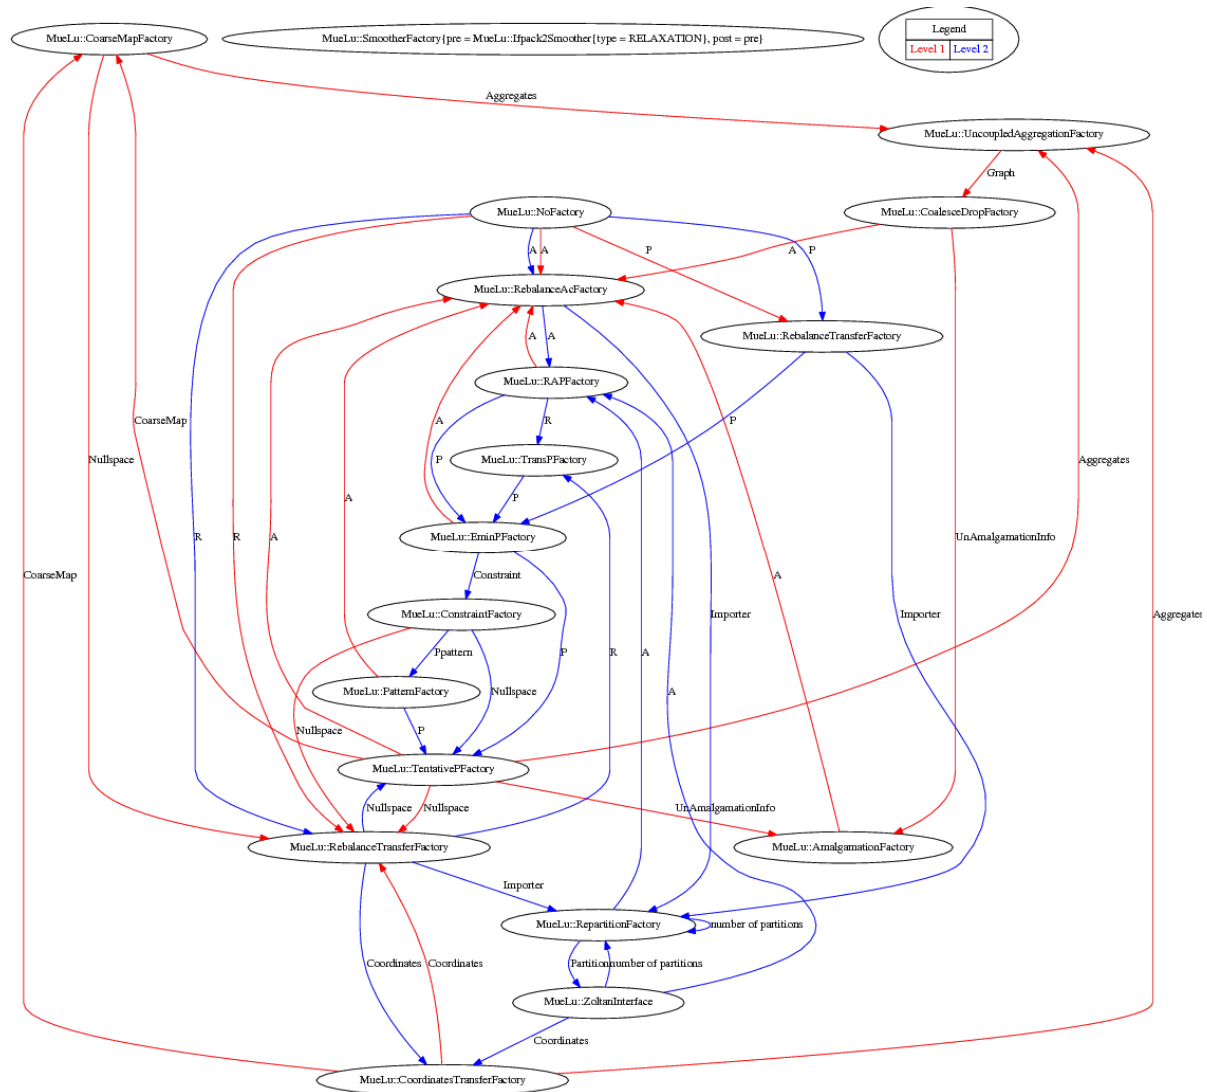 MueLu::CoarseMapFactory
MueLu::SmootherFactory{pre = MueLu::Ifpack2Smoother{type = RELAXATION}, post = pre}
Legend
Level 1 Level 2
Aggregates
MueLu::UncoupledAggregationFactory
Graph
MueLu::NoFactory
MueLu::CoalesceDropFactory
A
A
P
A
P
MueLu::RebalanceAcFactory
MueLu::RebalanceTransferFactory
A
A
MueLu::RAPFactory
CoarseMap
A
R
P
Nullspace
P
MueLu::TransPFactory
Aggregates
A
P
R
R
A
MueLu::EminPFactory
UnAmalgamationInfo
CoarseMap
Constraint
A
MueLu::ConstraintFactory
Importer
Importer
Aggregates
Ppattern
P
R
A
MueLu::PatternFactory
Nullspace
A
Nullspace
P
MueLu::TentativePFactory
Nullspace
Nullspace
UnAmalgamationInfo
MueLu::RebalanceTransferFactory
MueLu::AmalgamationFactory
Importer
MueLu::RepartitionFactory
number of partitions
Coordinates
Coordinates
Partition
number of partitions
MueLu::ZoltanInterface
Coordinates
MueLu::CoordinatesTransferFactory